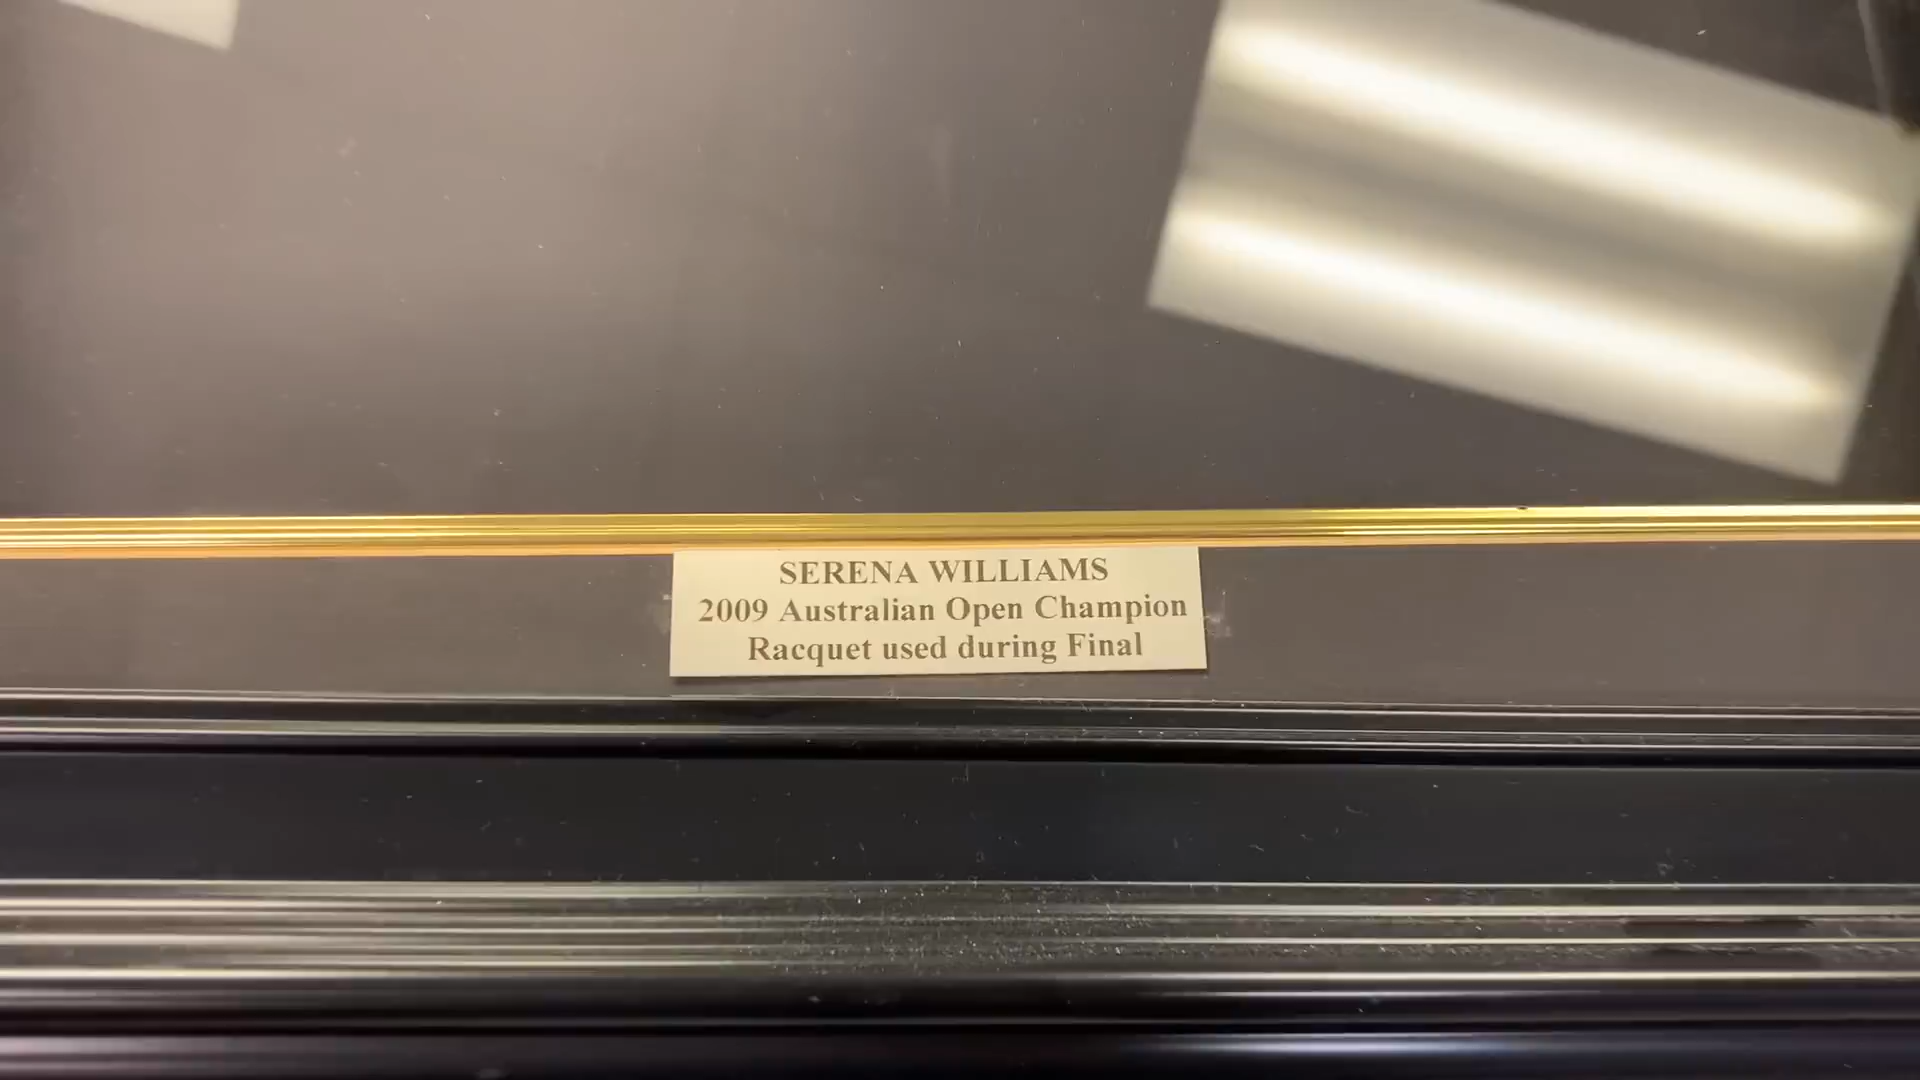 SERENA WILLIAMS
2009 Australian Open Champion
Racquet used during Final